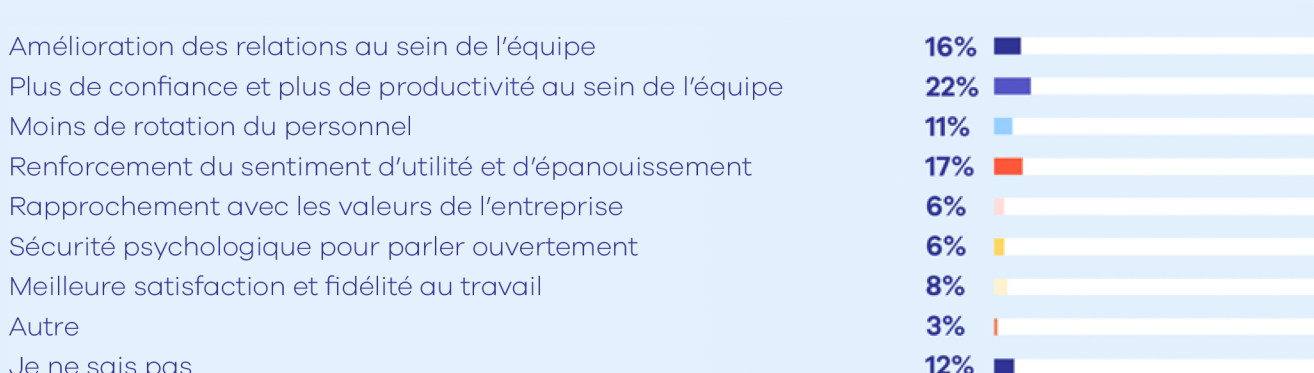 Amélioration des relations au sein de l’équipe 16%
Plus de confiance et plus de productivité au sein de l’équipe 22%
Moins de rotation du personnel 11%
Renforcement du sentiment d’utilité et d’épanouissement 17%
Rapprochement avec les valeurs de l’entreprise 6%
Sécurité psychologique pour parler ouvertement 6%
Meilleure satisfaction et fidélité au travail 8%
Autre 3%
Je ne sais pas 12%